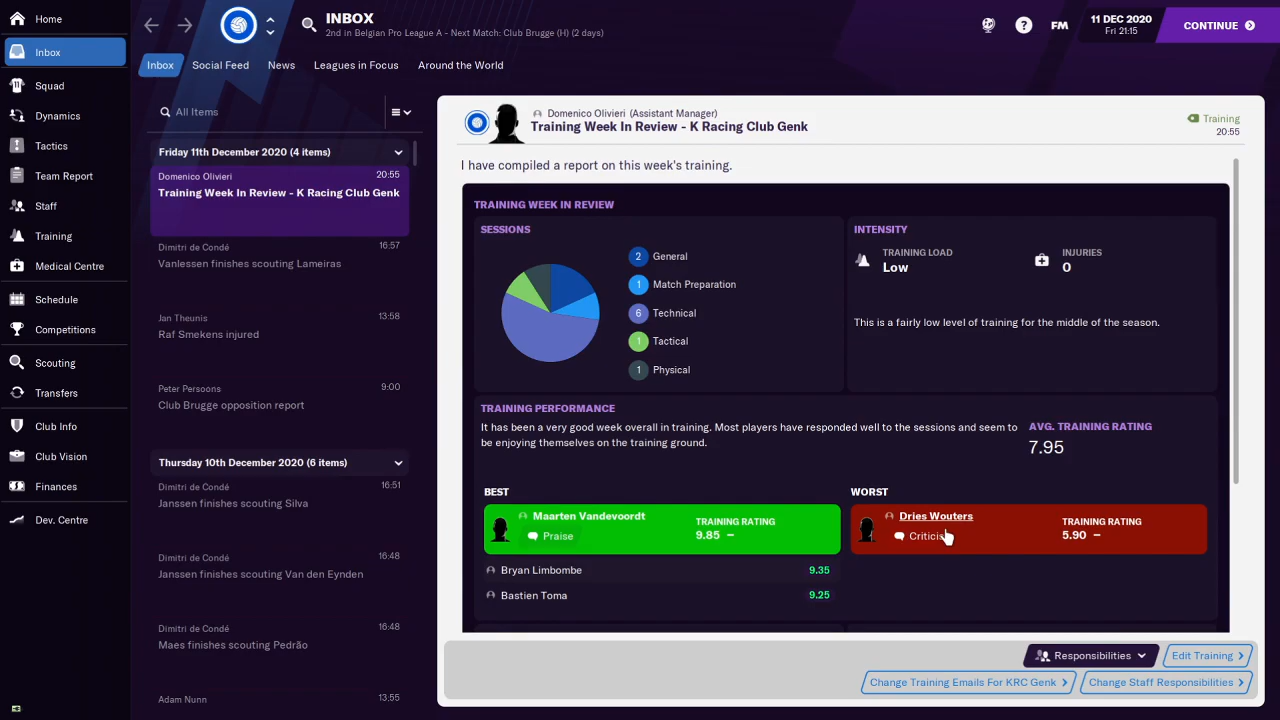 Home
Inbox
Squad
Dynamics
Tactics
Team Report
Staff
Training
Medical Centre
Schedule
Competitions
Scouting
Transfers
Club Info
Club Vision
Finances
Dev. Centre
INBOX
2nd in Belgian Pro League A - Next Match: Club Brugge (H) (2 days)
?
FM
11 DEC 2020
Fri 21:15
CONTINUE
Inbox
Social Feed
News
Leagues in Focus
Around the World
All Items
Friday 11th December 2020 (4 items)
Domenico Olivieri
20:55
Training Week In Review - K Racing Club Genk
Dimitri de Condé
16:57
Vanlessen finishes scouting Lameiras
Jan Theunis
13:58
Raf Smekens injured
Peter Persoons
9:00
Club Brugge opposition report
Thursday 10th December 2020 (6 items)
Dimitri de Condé
16:51
Janssen finishes scouting Silva
Dimitri de Condé
16:48
Janssen finishes scouting Van den Eynden
Dimitri de Condé
16:48
Maes finishes scouting Pedrão
Adam Nunn
13:55
Domenico Olivieri (Assistant Manager)
Training Week In Review - K Racing Club Genk
Training
20:55
I have compiled a report on this week's training.
TRAINING WEEK IN REVIEW
SESSIONS
2 General
1 Match Preparation
6 Technical
1 Tactical
1 Physical
INTENSITY
TRAINING LOAD
Low
INJURIES
0
This is a fairly low level of training for the middle of the season.
TRAINING PERFORMANCE
It has been a very good week overall in training. Most players have responded well to the sessions and seem to
be enjoying themselves on the training ground.
AVG. TRAINING RATING
7.95
BEST
Maarten Vandevoordt
Praise
TRAINING RATING
9.85 –
Bryan Limbombe
9.35
Bastien Toma
9.25
WORST
Dries Wouters
TRAINING RATING
5.90 –
Responsibilities
Edit Training
Change Training Emails For KRC Genk
Change Staff Responsibilities